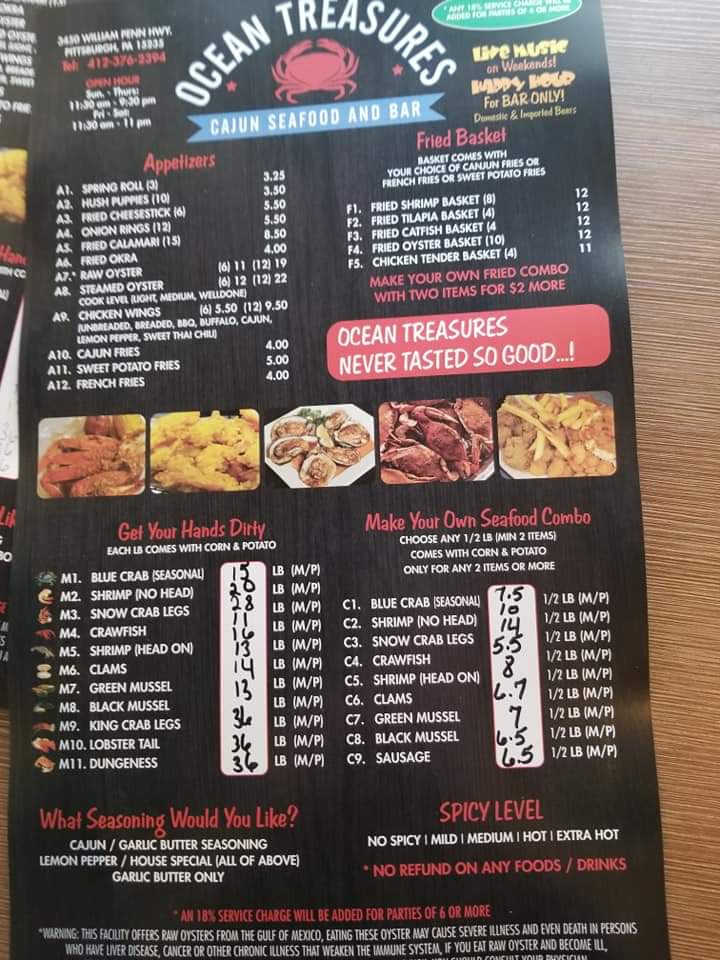 * ANY 18% SERVICE CHARGE WILL BE
ADDED FOR PARTIES OF 6 OR MORE
3450 WILLIAM PENN HWY.
PITTSBURGH, PA 15235
Tel: 412-376-2394
OPEN HOUR
Sun. - Thurs:
11:30 am - 9:30 pm
Fri - Sat:
11:30 am - 11 pm
OCEAN TREASURES
CAJUN SEAFOOD AND BAR
LIVE MUSIC
on Weekends!
HAPPY HOUR
For BAR ONLY!
Domestic & Imported Beers
Appetizers
A1. SPRING ROLL (3) 3.25
A2. HUSH PUPPIES (10) 3.50
A3. FRIED CHEESESTICK (6) 5.50
A4. ONION RINGS (12) 5.50
A5. FRIED CALAMARI (15) 8.50
A6. FRIED OKRA 4.00
A7.* RAW OYSTER (6) 11 (12) 19
A8. STEAMED OYSTER (6) 12 (12) 22
COOK LEVEL (LIGHT, MEDIUM, WELLDONE)
A9. CHICKEN WINGS (6) 5.50 (12) 9.50
(UNBREADED, BREADED, BBQ, BUFFALO, CAJUN,
LEMON PEPPER, SWEET THAI CHILI)
A10. CAJUN FRIES 4.00
A11. SWEET POTATO FRIES 5.00
A12. FRENCH FRIES 4.00
Fried Basket
BASKET COMES WITH
YOUR CHOICE OF CANJUN FRIES OR
FRENCH FRIES OR SWEET POTATO FRIES
F1. FRIED SHRIMP BASKET (8) 12
F2. FRIED TILAPIA BASKET (4) 12
F3. FRIED CATFISH BASKET (4 12
F4. FRIED OYSTER BASKET (10) 12
F5. CHICKEN TENDER BASKET (4) 11
MAKE YOUR OWN FRIED COMBO
WITH TWO ITEMS FOR $2 MORE
OCEAN TREASURES
NEVER TASTED SO GOOD...!
Get Your Hands Dirty
EACH LB COMES WITH CORN & POTATO
M1. BLUE CRAB (SEASONAL) 15 LB (M/P)
M2. SHRIMP (NO HEAD) 20 LB (M/P)
M3. SNOW CRAB LEGS 28 LB (M/P)
M4. CRAWFISH 11 LB (M/P)
M5. SHRIMP (HEAD ON) 16 LB (M/P)
M6. CLAMS 13 LB (M/P)
M7. GREEN MUSSEL 14 LB (M/P)
M8. BLACK MUSSEL 13 LB (M/P)
M9. KING CRAB LEGS 36 LB (M/P)
M10. LOBSTER TAIL 36 LB (M/P)
M11. DUNGENESS 36 LB (M/P)
Make Your Own Seafood Combo
CHOOSE ANY 1/2 LB (MIN 2 ITEMS)
COMES WITH CORN & POTATO
ONLY FOR ANY 2 ITEMS OR MORE
C1. BLUE CRAB (SEASONAL) 7.5 1/2 LB (M/P)
C2. SHRIMP (NO HEAD) 10 1/2 LB (M/P)
C3. SNOW CRAB LEGS 14 1/2 LB (M/P)
C4. CRAWFISH 5.5 1/2 LB (M/P)
C5. SHRIMP (HEAD ON) 8 1/2 LB (M/P)
C6. CLAMS 6.7 1/2 LB (M/P)
C7. GREEN MUSSEL 7 1/2 LB (M/P)
C8. BLACK MUSSEL 6.5 1/2 LB (M/P)
C9. SAUSAGE 6.5 1/2 LB (M/P)
What Seasoning Would You Like?
CAJUN / GARLIC BUTTER SEASONING
LEMON PEPPER / HOUSE SPECIAL (ALL OF ABOVE)
GARLIC BUTTER ONLY
SPICY LEVEL
NO SPICY | MILD | MEDIUM | HOT | EXTRA HOT
* NO REFUND ON ANY FOODS / DRINKS
* AN 18% SERVICE CHARGE WILL BE ADDED FOR PARTIES OF 6 OR MORE
*WARNING: THIS FACILITY OFFERS RAW OYSTERS FROM THE GULF OF MEXICO, EATING THESE OYSTER MAY CAUSE SEVERE ILLNESS AND EVEN DEATH IN PERSONS
WHO HAVE LIVER DISEASE, CANCER OR OTHER CHRONIC ILLNESS THAT WEAKEN THE IMMUNE SYSTEM, IF YOU EAT RAW OYSTER AND BECOME ILL,
SHOULD CONSULT YOUR PHYSICIAN